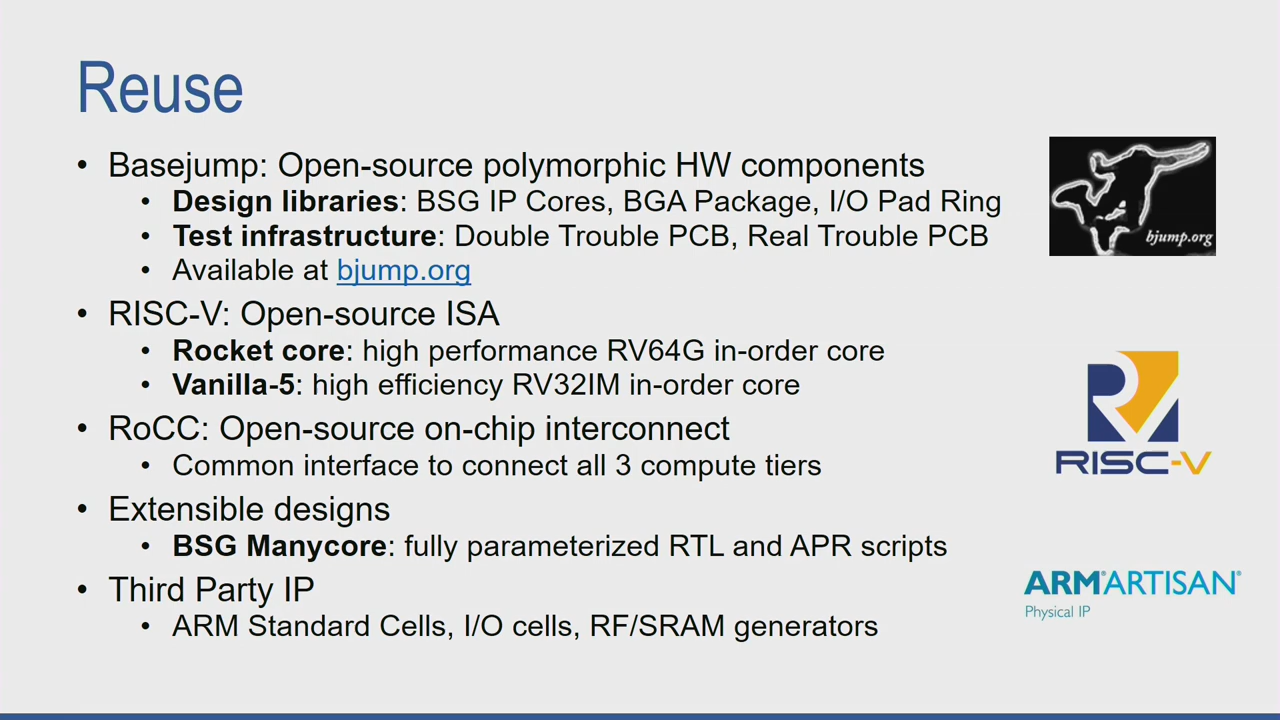 Reuse
• Basejump: Open-source polymorphic HW components
• Design libraries: BSG IP Cores, BGA Package, I/O Pad Ring
• Test infrastructure: Double Trouble PCB, Real Trouble PCB
• Available at bjump.org
bjump.org
• RISC-V: Open-source ISA
• Rocket core: high performance RV64G in-order core
• Vanilla-5: high efficiency RV32IM in-order core
RISC-V
• RoCC: Open-source on-chip interconnect
• Common interface to connect all 3 compute tiers
• Extensible designs
• BSG Manycore: fully parameterized RTL and APR scripts
• Third Party IP
• ARM Standard Cells, I/O cells, RF/SRAM generators
ARM®ARTISAN®
Physical IP